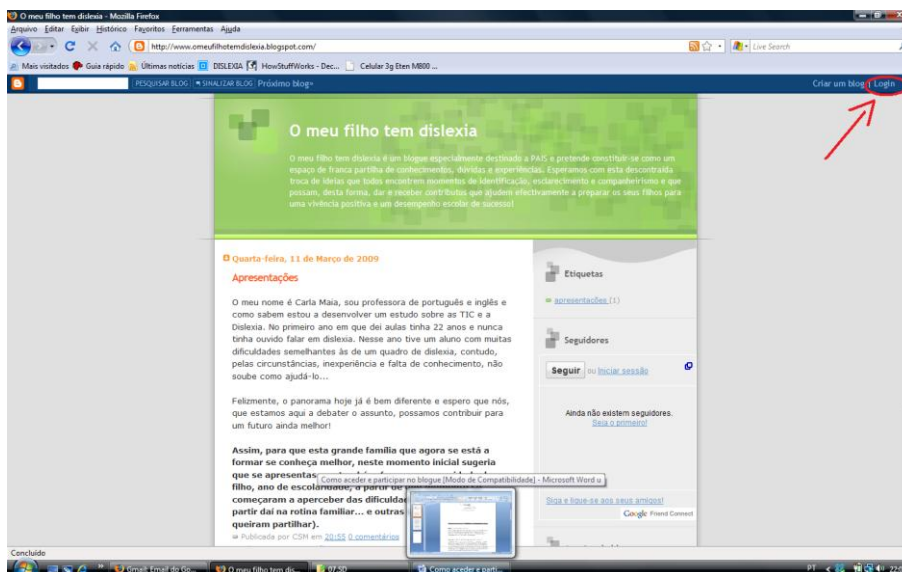 O meu filho tem dislexia - Mozilla Firefox
Arquivo Editar Exibir Histórico Favoritos Ferramentas Ajuda
http://www.omeufilhotemdislexia.blogspot.com/
Live Search
Mais visitados Guia rápido Últimas notícias DISLEXIA HowStuffWorks - Dec... Celular 3g Eten M800 ...
PESQUISAR BLOG SINALIZAR BLOG Próximo blog»
Criar um blog | Login
O meu filho tem dislexia
O meu filho tem dislexia é um blogue especialmente destinado a PAIS e pretende constituir-se como um
espaço de franca partilha de conhecimentos, dúvidas e experiências. Esperamos com esta descontraída
troca de ideias que todos encontrem momentos de identificação, esclarecimento e companheirismo e que
possam, desta forma, dar e receber contributos que ajudem efectivamente a preparar os seus filhos para
uma vivência positiva e um desempenho escolar de sucesso!
Quarta-feira, 11 de Março de 2009
Apresentações
O meu nome é Carla Maia, sou professora de português e inglês e
como sabem estou a desenvolver um estudo sobre as TIC e a
Dislexia. No primeiro ano em que dei aulas tinha 22 anos e nunca
tinha ouvido falar em dislexia. Nesse ano tive um aluno com muitas
dificuldades semelhantes às de um quadro de dislexia, contudo,
pelas circunstâncias, inexperiência e falta de conhecimento, não
soube como ajudá-lo...
Felizmente, o panorama hoje já é bem diferente e espero que nós,
que estamos aqui a debater o assunto, possamos contribuir para
um futuro ainda melhor!
Assim, para que esta grande família que agora se está a
formar se conheça melhor, neste momento inicial sugeria
que se apresentas
filho, ano de escolaridade, a partir de
começaram a aperceber das dificuldad
partir daí na rotina familiar... e outras
queiram partilhar).
Publicada por CSM em 20:55 0 comentários
Etiquetas
apresentações (1)
Seguidores
Seguir ou Iniciar sessão
Ainda não existem seguidores.
Seja o primeiro!
Siga e ligue-se aos seus amigos!
Google Friend Connect
Como aceder e participar no blogue [Modo de Compatibilidade] - Microsoft Word u
Concluído
Gmail: Email do Go... O meu filho tem dis... 07.5D Como aceder e parti...
PT